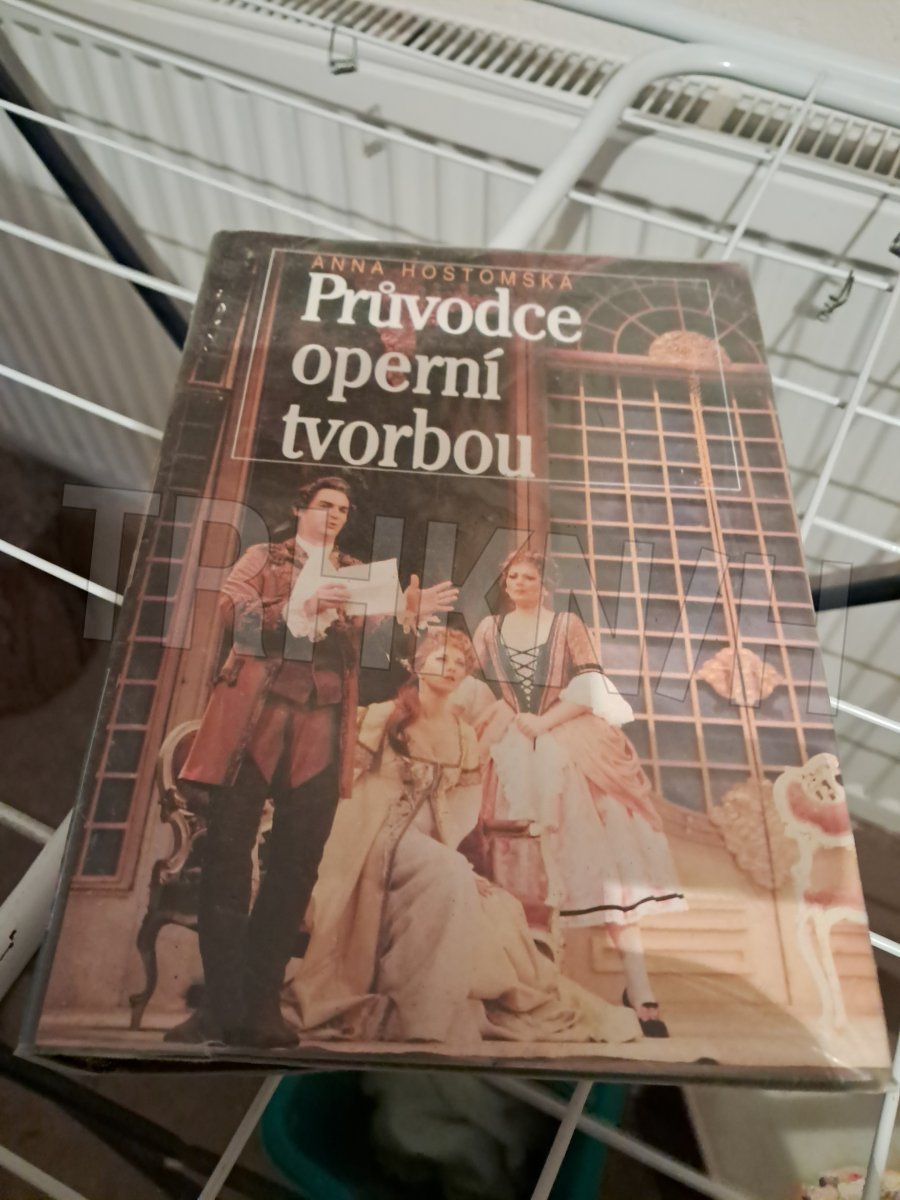 ANNA HOSTOMSKÁ
Průvodce
operní
tvorbou
TRHKNIH